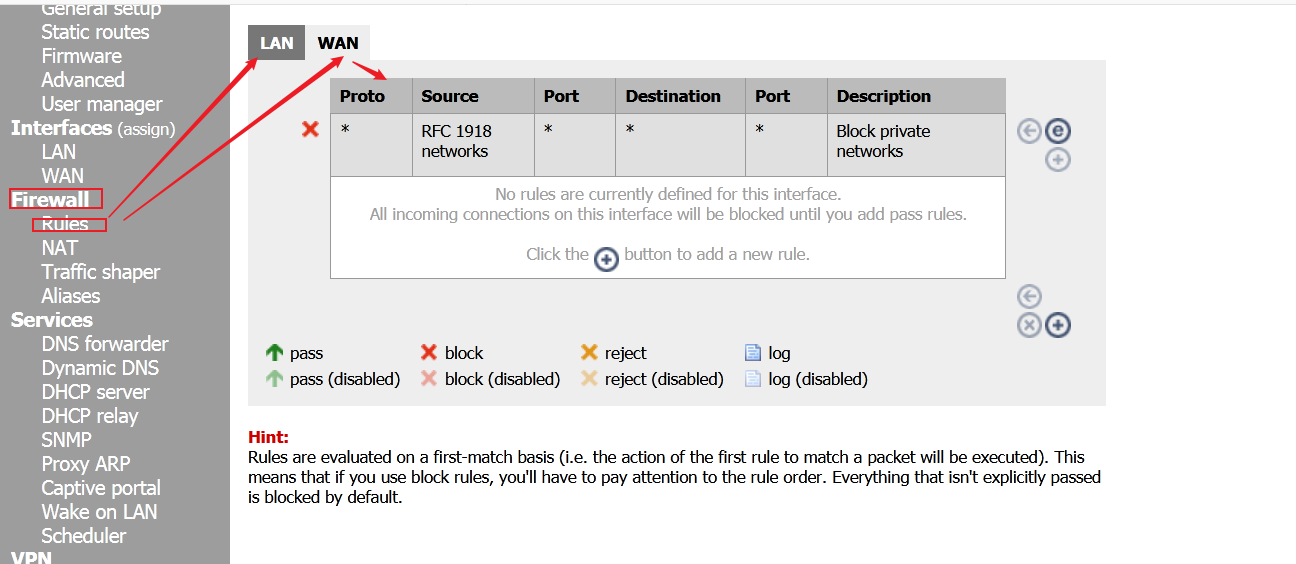 General setup
Static routes
Firmware
Advanced
User manager
Interfaces (assign)
LAN
WAN
Firewall
Rules
NAT
Traffic shaper
Aliases
Services
DNS forwarder
Dynamic DNS
DHCP server
DHCP relay
SNMP
Proxy ARP
Captive portal
Wake on LAN
Scheduler
VPN
LAN WAN
Proto Source Port Destination Port Description
* RFC 1918 * * * Block private
networks networks
No rules are currently defined for this interface.
All incoming connections on this interface will be blocked until you add pass rules.
Click the button to add a new rule.
pass block reject log
pass (disabled) block (disabled) reject (disabled) log (disabled)
Hint:
Rules are evaluated on a first-match basis (i.e. the action of the first rule to match a packet will be executed). This
means that if you use block rules, you'll have to pay attention to the rule order. Everything that isn't explicitly passed
is blocked by default.